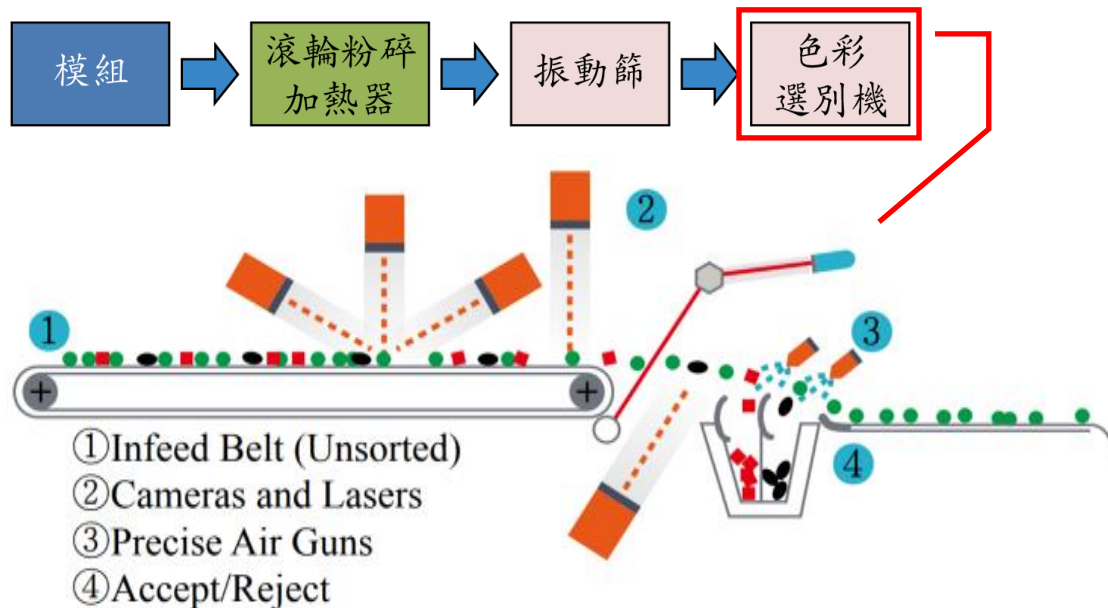 模組
滾輪粉碎
加熱器
振動篩
色彩
選別機
②
①
③
④
①Infeed Belt (Unsorted)
②Cameras and Lasers
③Precise Air Guns
④Accept/Reject